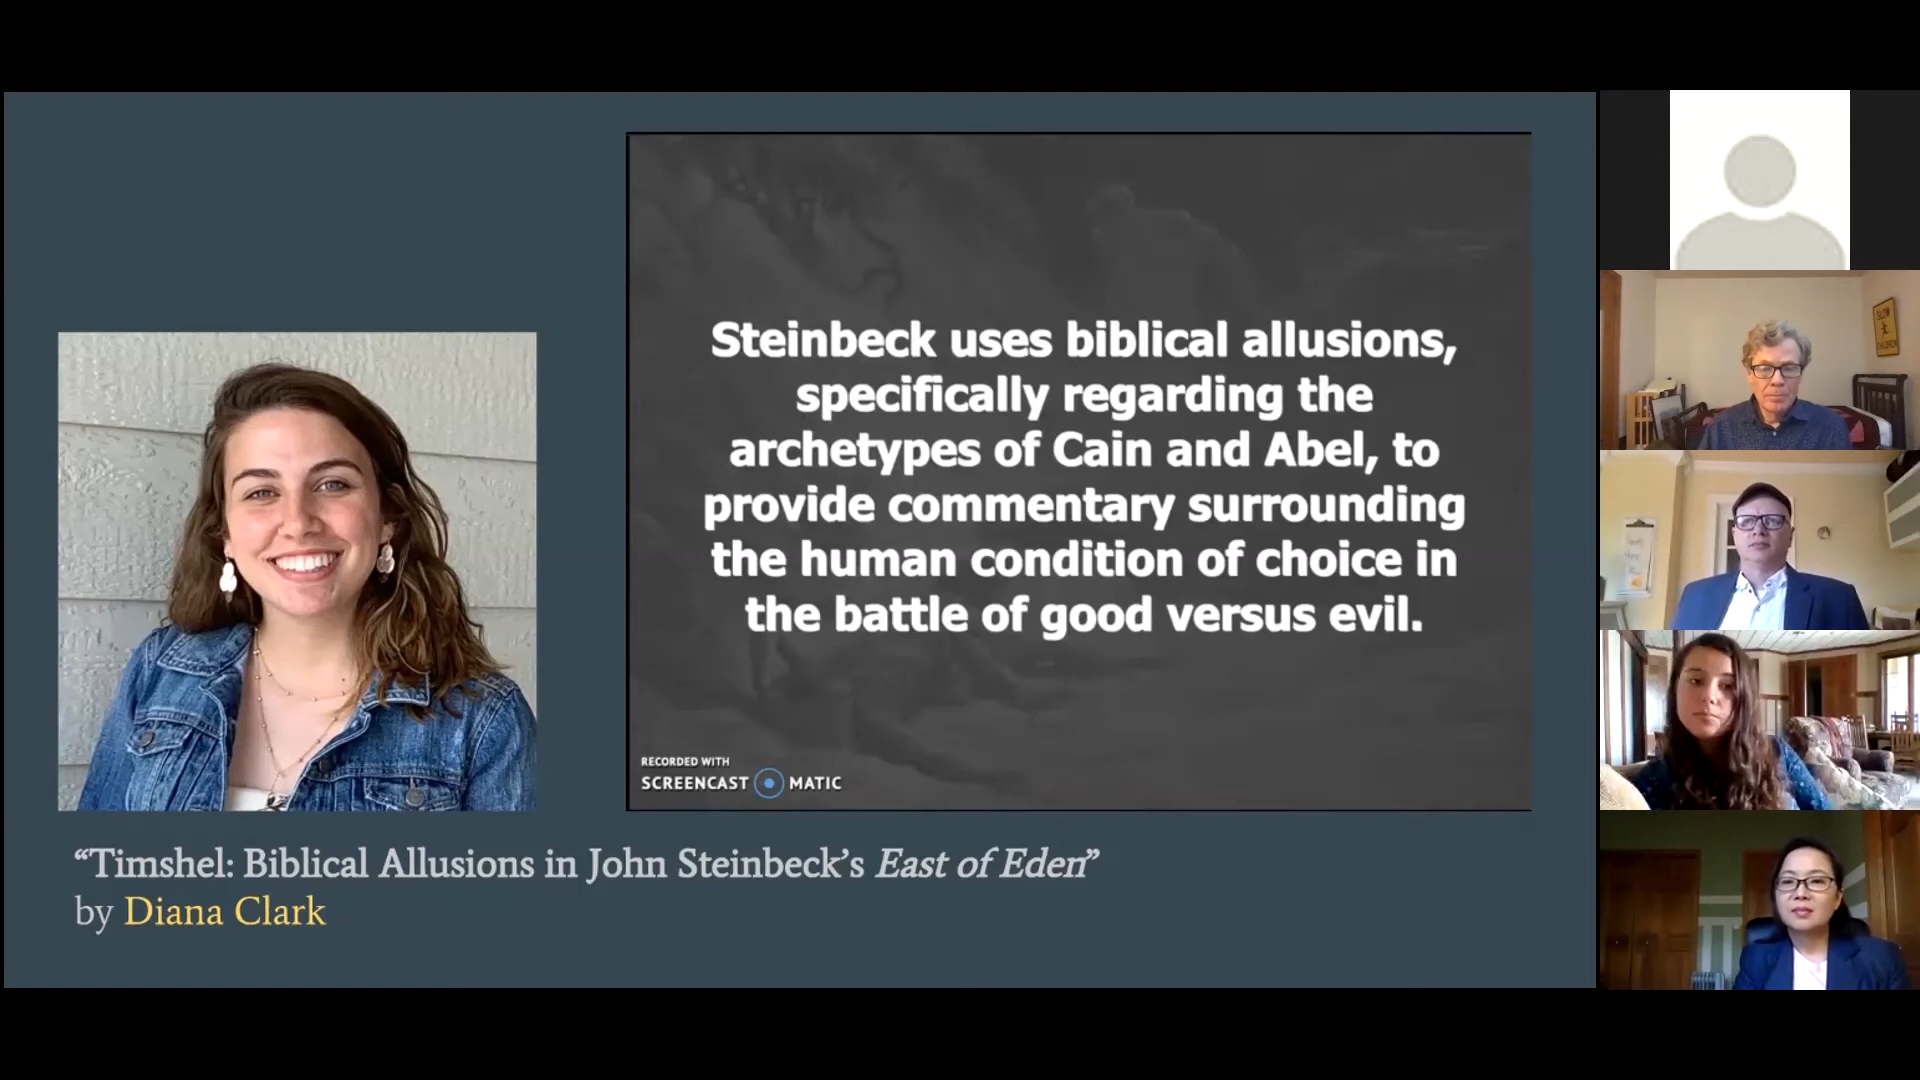 Steinbeck uses biblical allusions,
specifically regarding the
archetypes of Cain and Abel, to
provide commentary surrounding
the human condition of choice in
the battle of good versus evil.
RECORDED WITH
SCREENCAST MATIC
“Timshel: Biblical Allusions in John Steinbeck’s East of Eden”
by Diana Clark
SLOW
CHILDREN